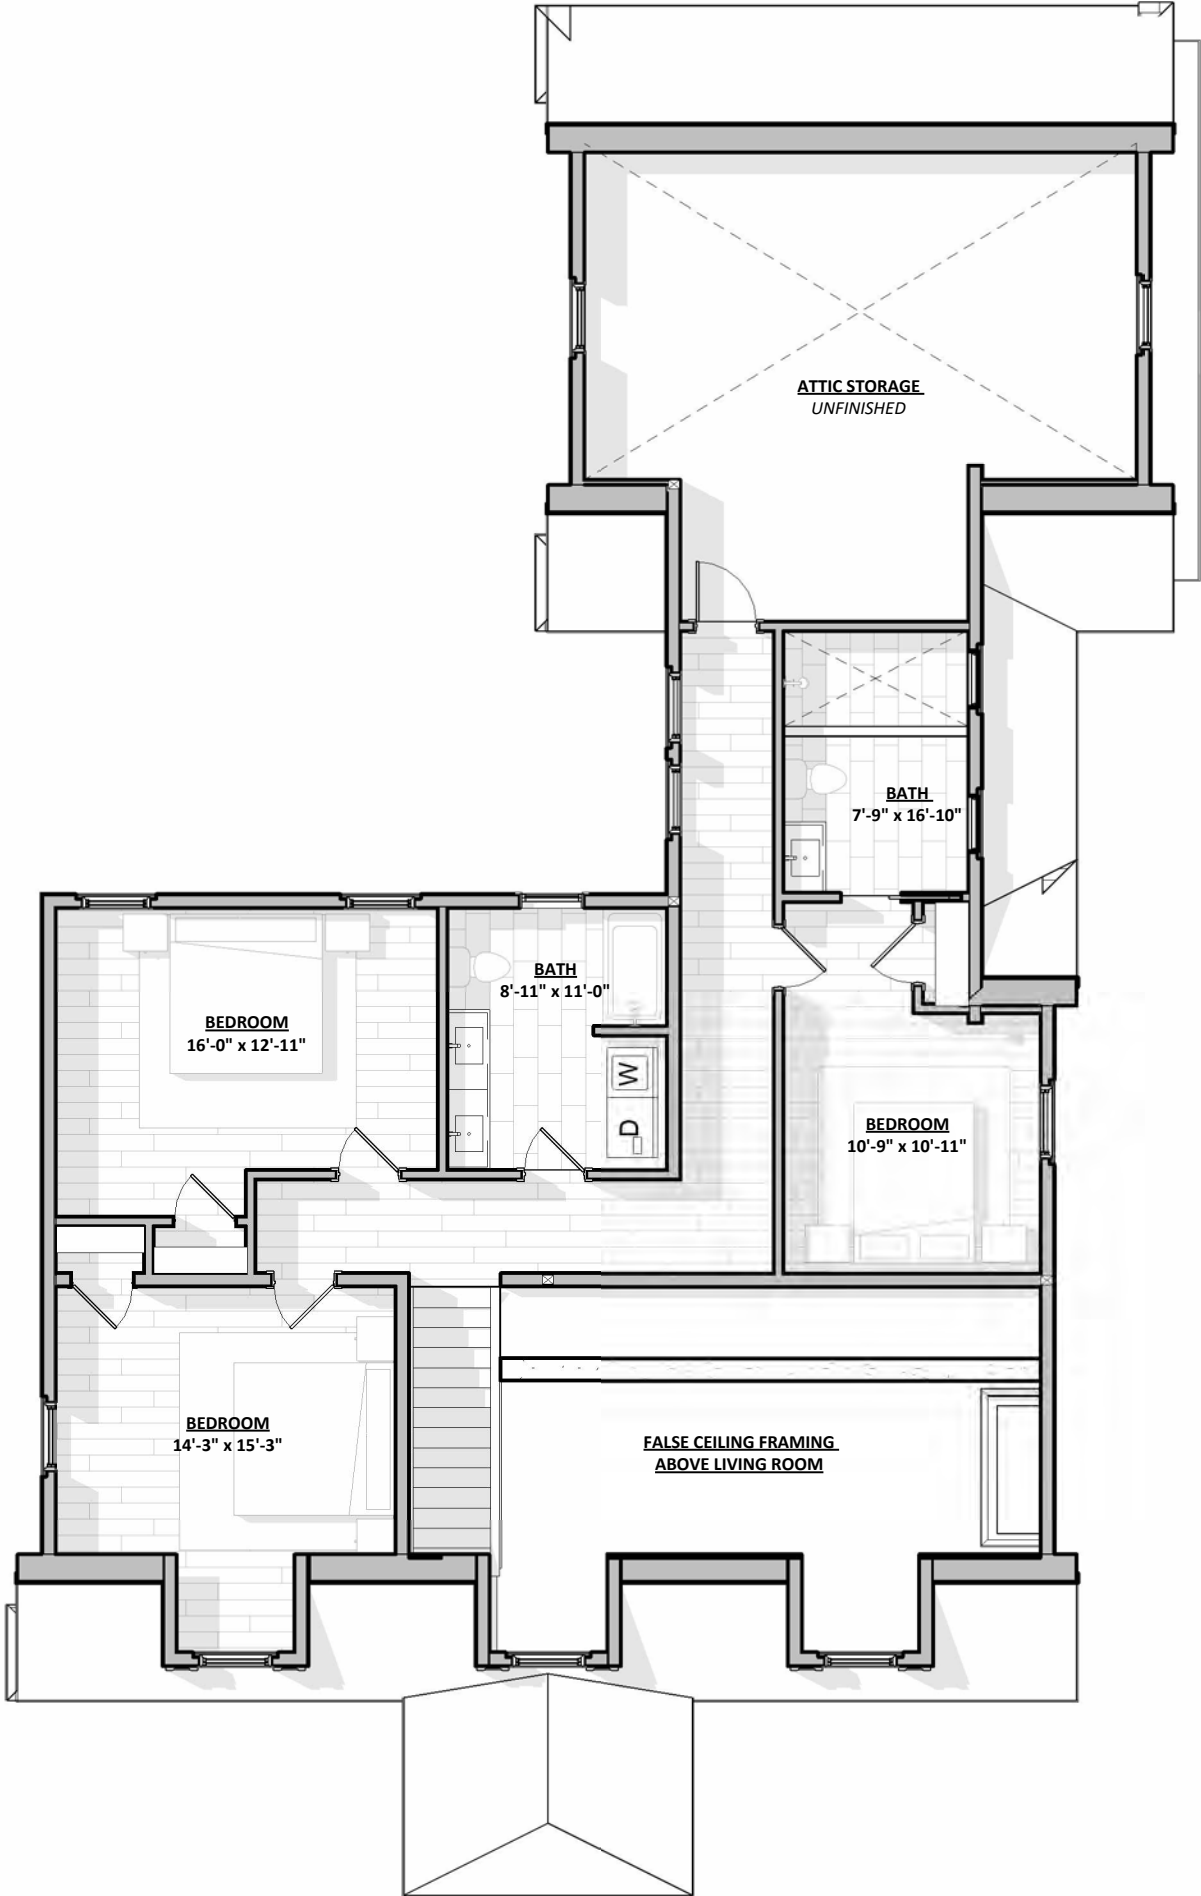 ATTIC STORAGE
UNFINISHED
BATH
7'-9" x 16'-10"
BATH
8'-11" x 11'-0"
BEDROOM
16'-0" x 12'-11"
W
D
BEDROOM
10'-9" x 10'-11"
BEDROOM
14'-3" x 15'-3"
FALSE CEILING FRAMING
ABOVE LIVING ROOM